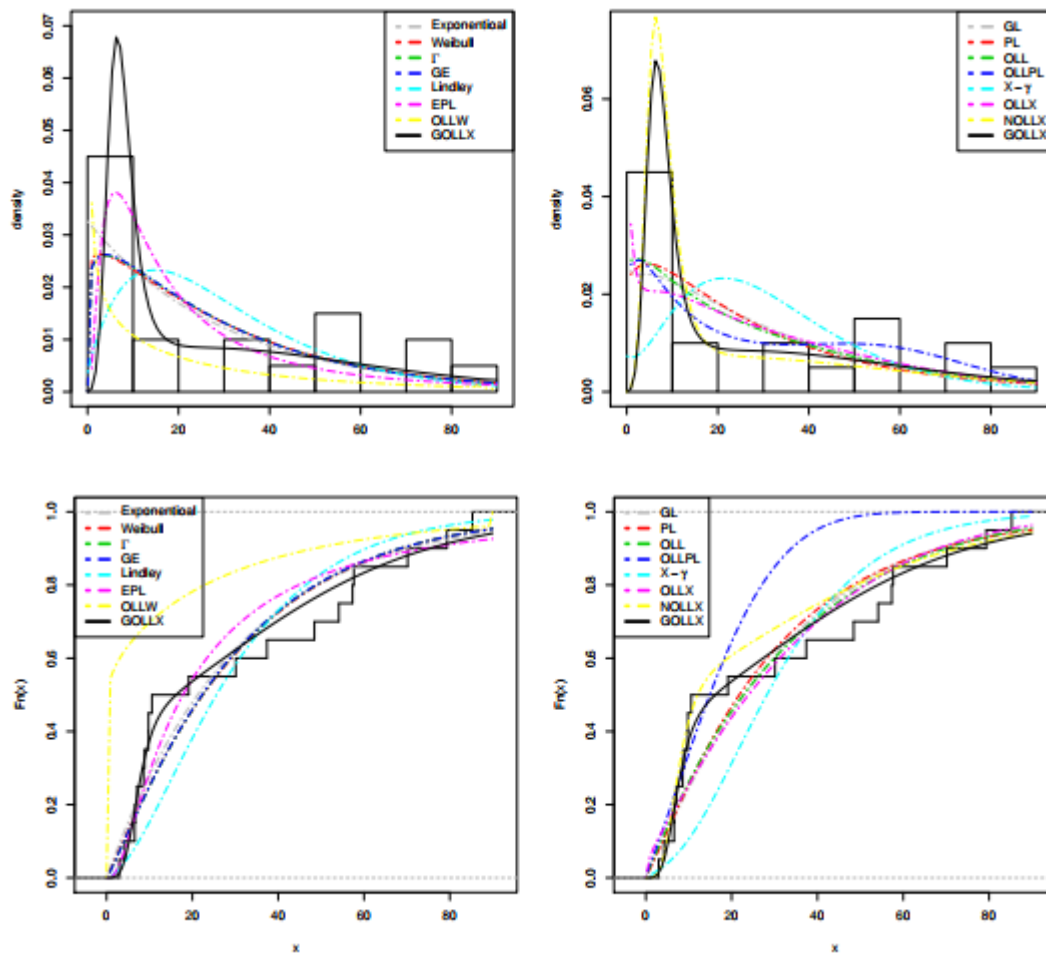 density
0.00 0.01 0.02 0.03 0.04 0.05 0.06 0.07
0 20 40 60 80
Exponentioal
Weibull
Γ
GE
Lindley
EPL
OLLW
GOLLX
density
0.00 0.02 0.04 0.06
0 20 40 60 80
GL
PL
OLL
OLLPL
X−γ
OLLX
NOLLX
GOLLX
Fn(x)
0.0 0.2 0.4 0.6 0.8 1.0
0 20 40 60 80
x
Exponentioal
Weibull
Γ
GE
Lindley
EPL
OLLW
GOLLX
Fn(x)
0.0 0.2 0.4 0.6 0.8 1.0
0 20 40 60 80
x
GL
PL
OLL
OLLPL
X−γ
OLLX
NOLLX
GOLLX